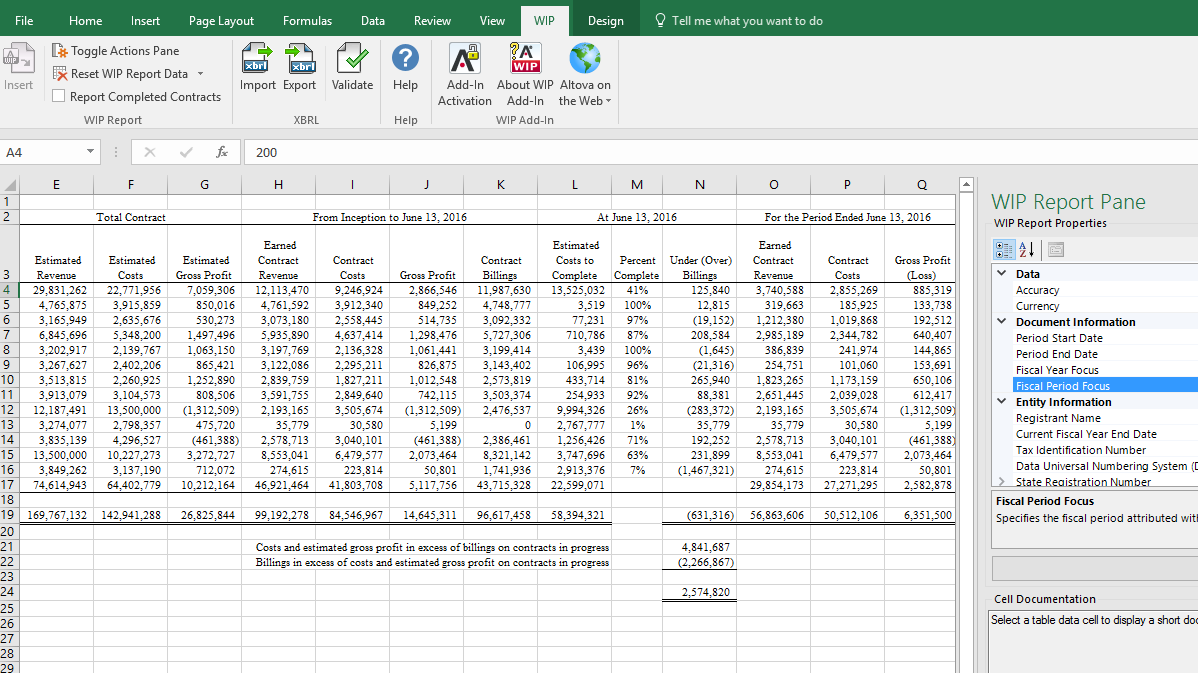 File Home Insert Page Layout Formulas Data Review View WIP Design Tell me what you want to do
Insert
Toggle Actions Pane
Reset WIP Report Data
Report Completed Contracts
WIP Report
xbrl xbrl
Import Export Validate
XBRL
Help
Help
WIP
Add-In Activation
About WIP Add-In
Altova on the Web
WIP Add-In
A4 fx 200
E F G H I J K L M N O P Q
1
2 Total Contract From Inception to June 13, 2016 At June 13, 2016 For the Period Ended June 13, 2016
Earned Estimated Earned
Estimated Estimated Estimated Contract Contract Contract Costs to Percent Under (Over) Contract Contract Gross Profit
3 Revenue Costs Gross Profit Revenue Costs Gross Profit Billings Complete Complete Billings Revenue Costs (Loss)
4 29,831,262 22,771,956 7,059,306 12,113,470 9,246,924 2,866,546 11,987,630 13,525,032 41% 125,840 3,740,588 2,855,269 885,319
5 4,765,875 3,915,859 850,016 4,761,592 3,912,340 849,252 4,748,777 3,519 100% 12,815 319,663 185,925 133,738
6 3,165,949 2,635,676 530,273 3,073,180 2,558,445 514,735 3,092,332 77,231 97% (19,152) 1,212,380 1,019,868 192,512
7 6,845,696 5,348,200 1,497,496 5,935,890 4,637,414 1,298,476 5,727,306 710,786 87% 208,584 2,985,189 2,344,782 640,407
8 3,202,917 2,139,767 1,063,150 3,197,769 2,136,328 1,061,441 3,199,414 3,439 100% (1,645) 386,839 241,974 144,865
9 3,267,627 2,402,206 865,421 3,122,086 2,295,211 826,875 3,143,402 106,995 96% (21,316) 254,751 101,060 153,691
10 3,513,815 2,260,925 1,252,890 2,839,759 1,827,211 1,012,548 2,573,819 433,714 81% 265,940 1,823,265 1,173,159 650,106
11 3,913,079 3,104,573 808,506 3,591,755 2,849,640 742,115 3,503,374 254,933 92% 88,381 2,651,445 2,039,028 612,417
12 12,187,491 13,500,000 (1,312,509) 2,193,165 3,505,674 (1,312,509) 2,476,537 9,994,326 26% (283,372) 2,193,165 3,505,674 (1,312,509)
13 3,274,077 2,798,357 475,720 35,779 30,580 5,199 0 2,767,777 1% 35,779 35,779 30,580 5,199
14 3,835,139 4,296,527 (461,388) 2,578,713 3,040,101 (461,388) 2,386,461 1,256,426 71% 192,252 2,578,713 3,040,101 (461,388)
15 13,500,000 10,227,273 3,272,727 8,553,041 6,479,577 2,073,464 8,321,142 3,747,696 63% 231,899 8,553,041 6,479,577 2,073,464
16 3,849,262 3,137,190 712,072 274,615 223,814 50,801 1,741,936 2,913,376 7% (1,467,321) 274,615 223,814 50,801
17 74,614,943 64,402,779 10,212,164 46,921,464 41,803,708 5,117,756 43,715,328 22,599,071 29,854,173 27,271,295 2,582,878
18
19 169,767,132 142,941,288 26,825,844 99,192,278 84,546,967 14,645,311 96,617,458 58,394,321 (631,316) 56,863,606 50,512,106 6,351,500
20
21 Costs and estimated gross profit in excess of billings on contracts in progress 4,841,687
22 Billings in excess of costs and estimated gross profit on contracts in progress (2,266,867)
23
24 2,574,820
25
26
27
28
29
WIP Report Pane
WIP Report Properties
Data
Accuracy
Currency
Document Information
Period Start Date
Period End Date
Fiscal Year Focus
Fiscal Period Focus
Entity Information
Registrant Name
Current Fiscal Year End Date
Tax Identification Number
Data Universal Numbering System (D
State Registration Number
Fiscal Period Focus
Specifies the fiscal period attributed wit
Cell Documentation
Select a table data cell to display a short doc